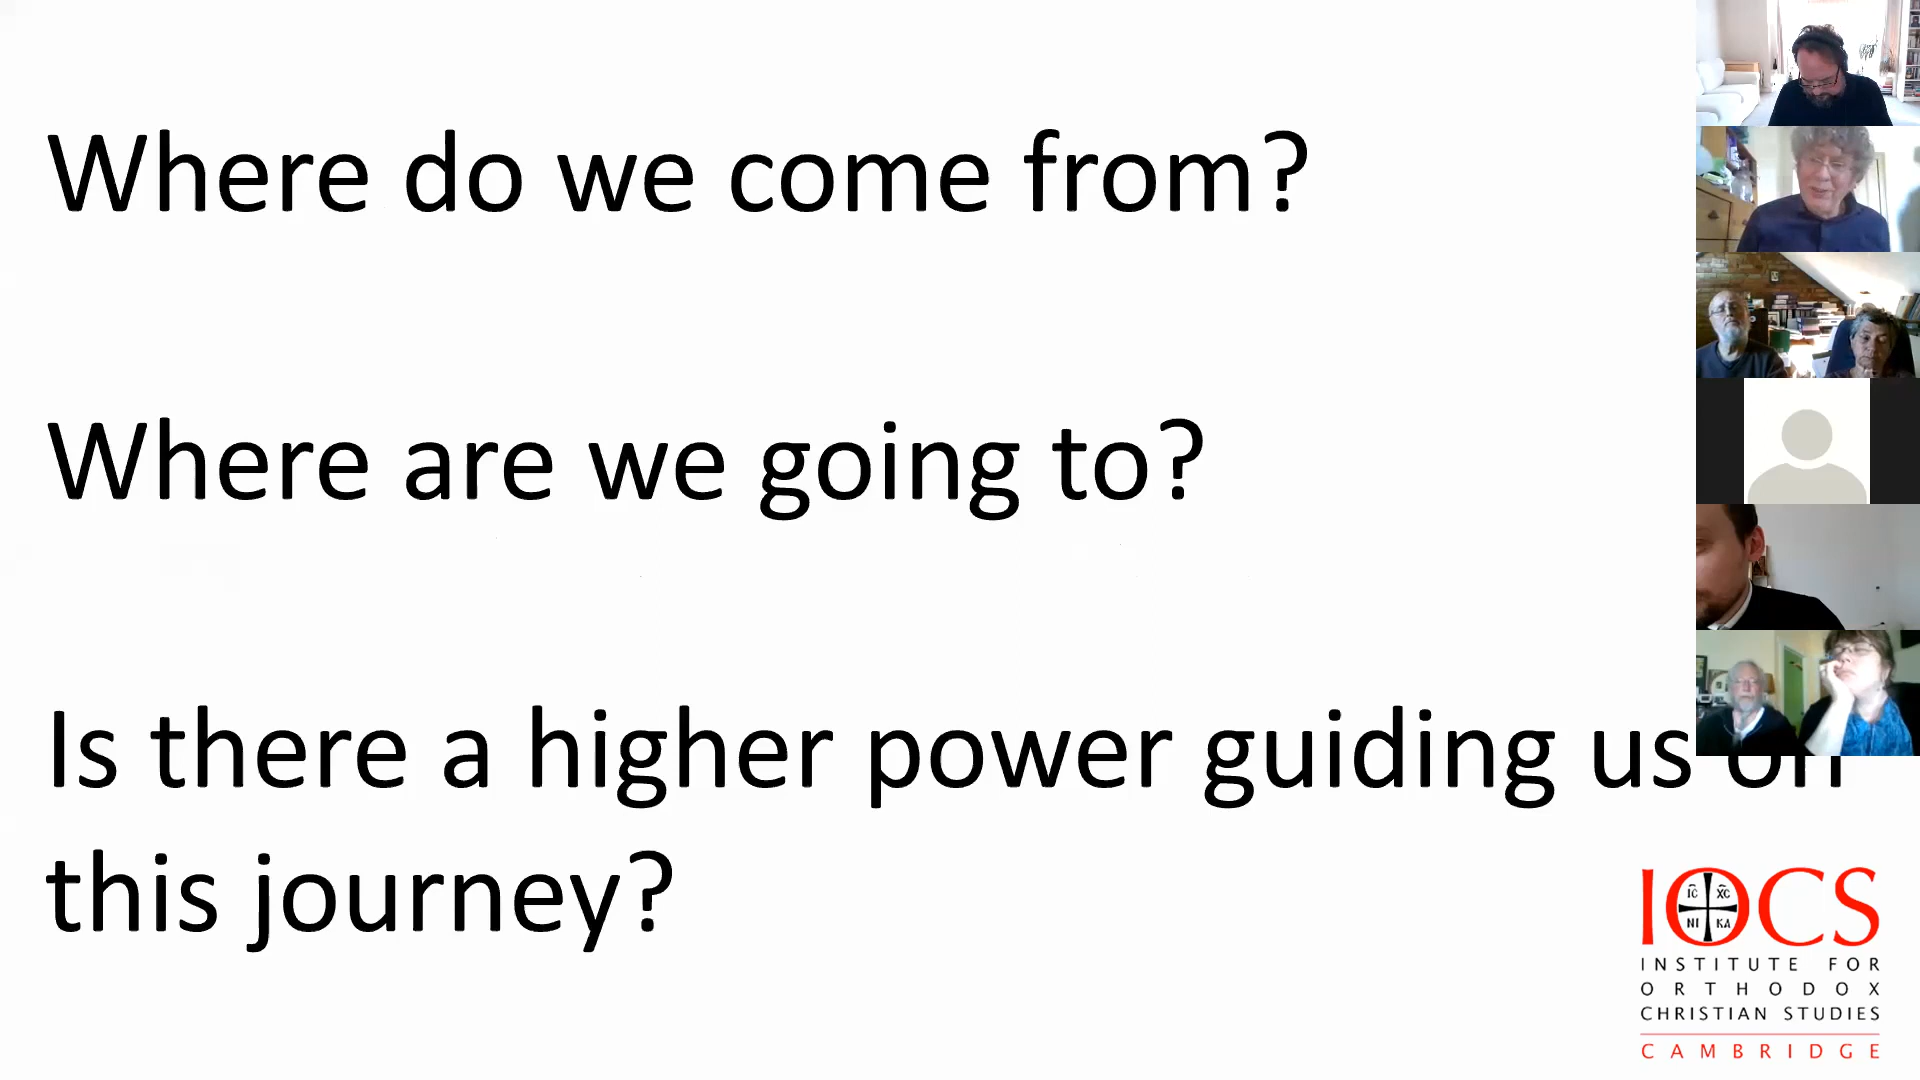 Where do we come from?
Where are we going to?
Is there a higher power guiding us on
this journey?
IOCS
IC XC
NI KA
INSTITUTE FOR
ORTHODOX
CHRISTIAN STUDIES
CAMBRIDGE